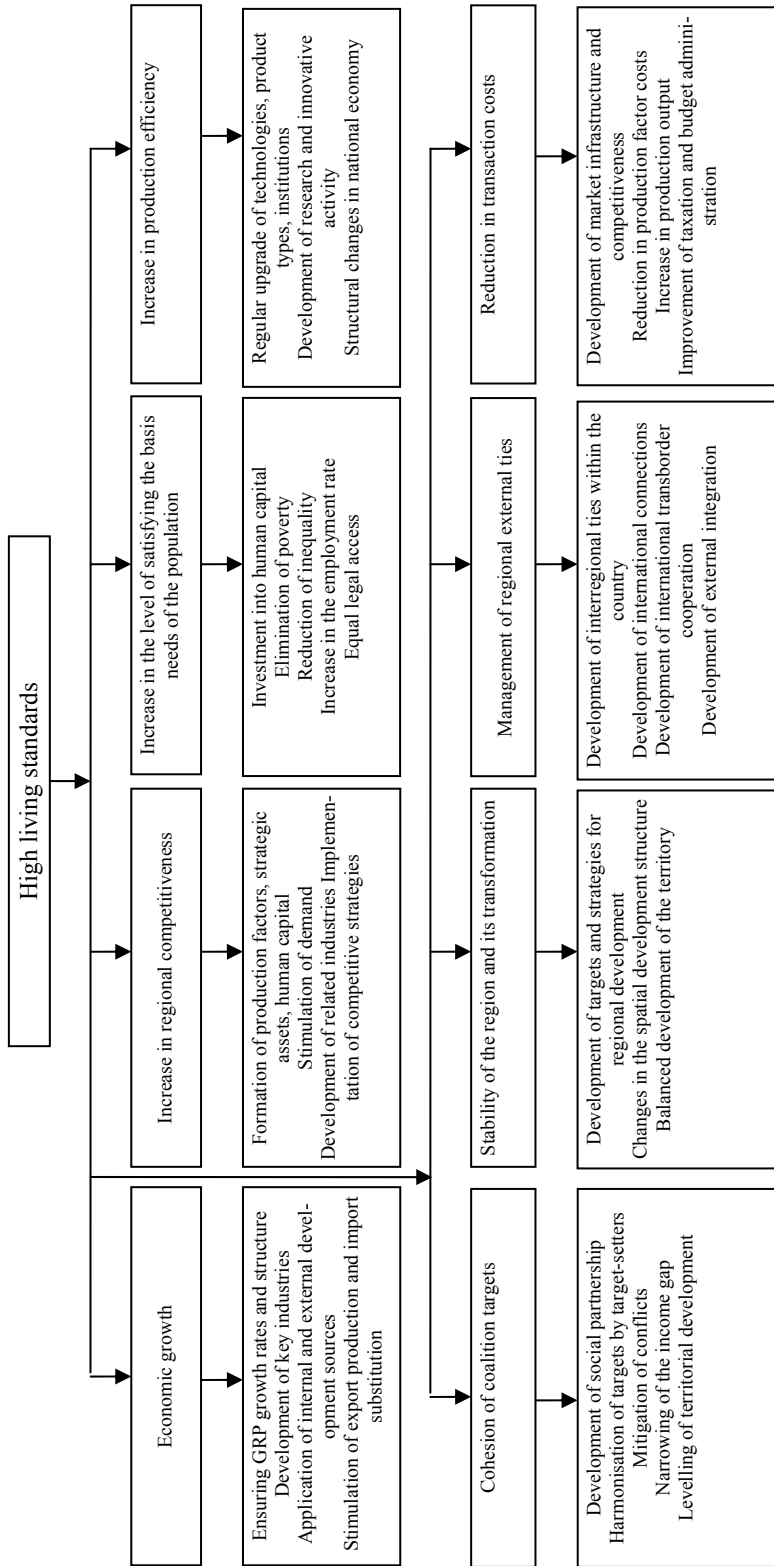 High living standards
Economic growth
Increase in regional competitiveness
Increase in the level of satisfying the basis
needs of the population
Increase in production efficiency
Ensuring GRP growth rates and structure
Development of key industries
Application of internal and external devel-
opment sources
Stimulation of export production and import
substitution
Formation of production factors, strategic
assets, human capital
Stimulation of demand
Development of related industries Implemen-
tation of competitive strategies
Investment into human capital
Elimination of poverty
Reduction of inequality
Increase in the employment rate
Equal legal access
Regular upgrade of technologies, product
types, institutions
Development of research and innovative
activity
Structural changes in national economy
Cohesion of coalition targets
Stability of the region and its transformation
Management of regional external ties
Reduction in transaction costs
Development of social partnership
Harmonisation of targets by target-setters
Mitigation of conflicts
Narrowing of the income gap
Levelling of territorial development
Development of targets and strategies for
regional development
Changes in the spatial development structure
Balanced development of the territory
Development of interregional ties within the
country
Development of international connections
Development of international transborder
cooperation
Development of external integration
Development of market infrastructure and
competitiveness
Reduction in production factor costs
Increase in production output
Improvement of taxation and budget admini-
stration